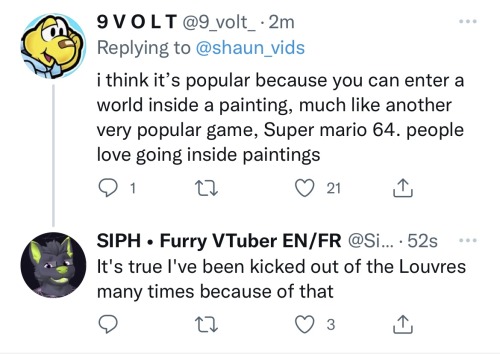 9 V O L T @9_volt_ · 2m
Replying to @shaun_vids
i think it’s popular because you can enter a
world inside a painting, much like another
very popular game, Super mario 64. people
love going inside paintings
1 21
SIPH • Furry VTuber EN/FR @Si... · 52s
It's true I've been kicked out of the Louvres
many times because of that
3